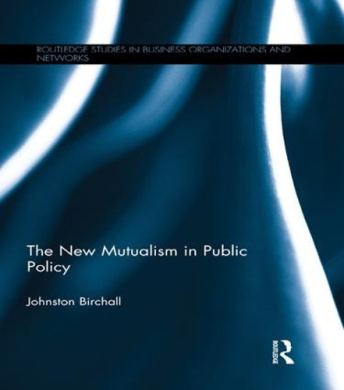 ROUTLEDGE STUDIES IN BUSINESS ORGANIZATIONS AND
NETWORKS
The New Mutualism in Public
Policy
Johnston Birchall
ROUTLEDGE